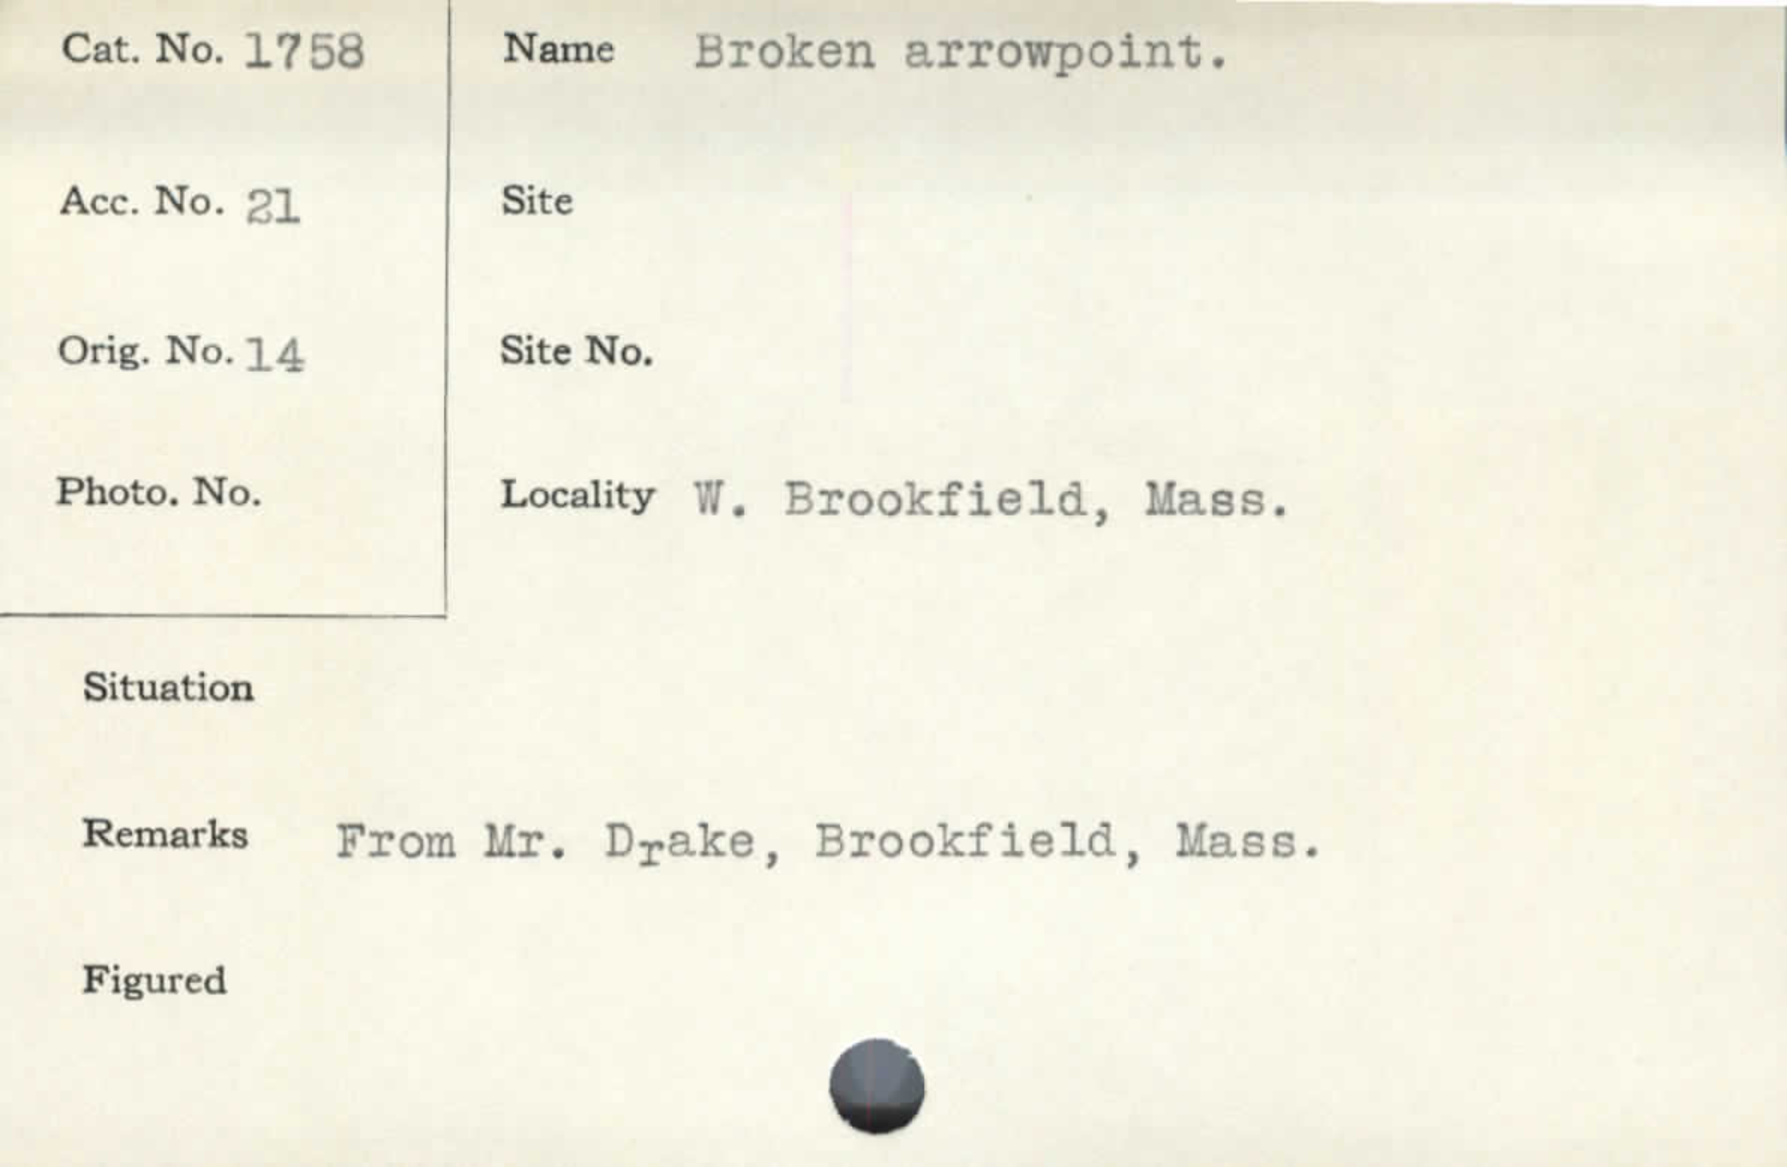 Cat. No. 1758
Name Broken arrowpoint.
Acc. No. 21
Site
Orig. No. 14
Site No.
Photo. No.
Locality W. Brookfield, Mass.
Situation
Remarks From Mr. Drake, Brookfield, Mass.
Figured